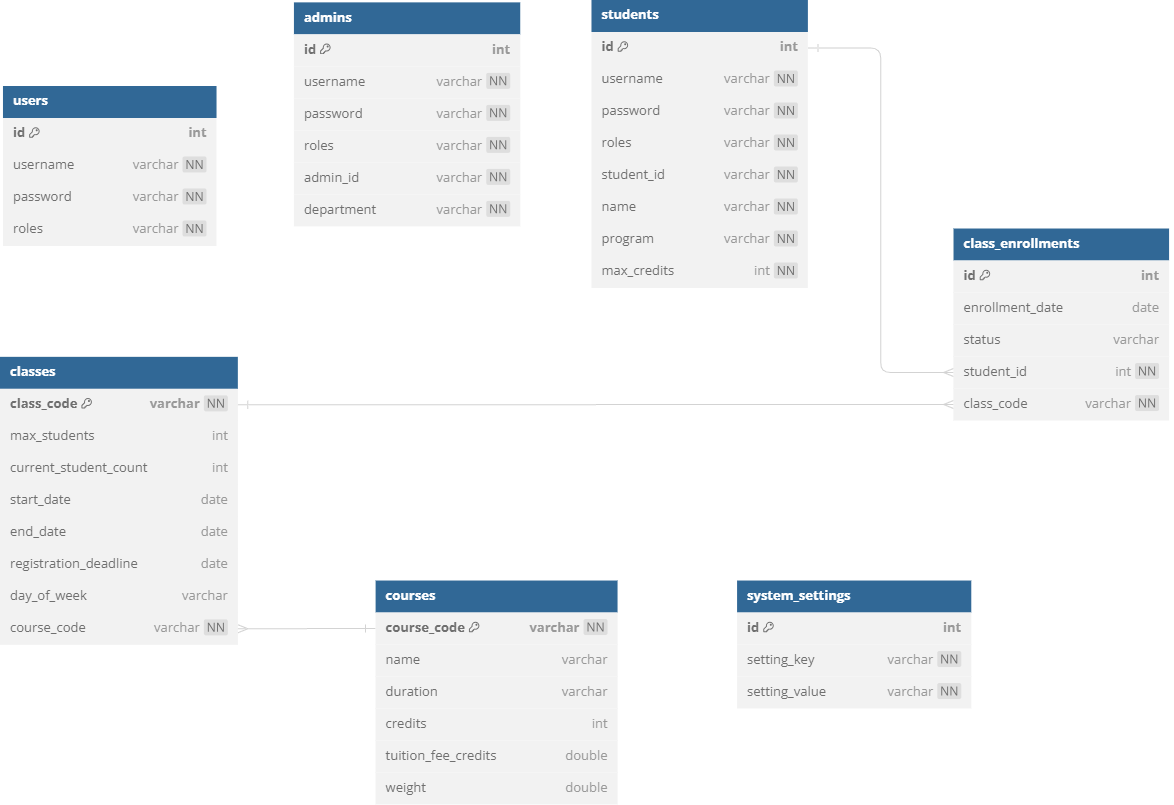 users
id int
username varchar NN
password varchar NN
roles varchar NN
admins
id int
username varchar NN
password varchar NN
roles varchar NN
admin_id varchar NN
department varchar NN
students
id int
username varchar NN
password varchar NN
roles varchar NN
student_id varchar NN
name varchar NN
program varchar NN
max_credits int NN
class_enrollments
id int
enrollment_date date
status varchar
student_id int NN
class_code varchar NN
classes
class_code varchar NN
max_students int
current_student_count int
start_date date
end_date date
registration_deadline date
day_of_week varchar
course_code varchar NN
courses
course_code varchar NN
name varchar
duration varchar
credits int
tuition_fee_credits double
weight double
system_settings
id int
setting_key varchar NN
setting_value varchar NN